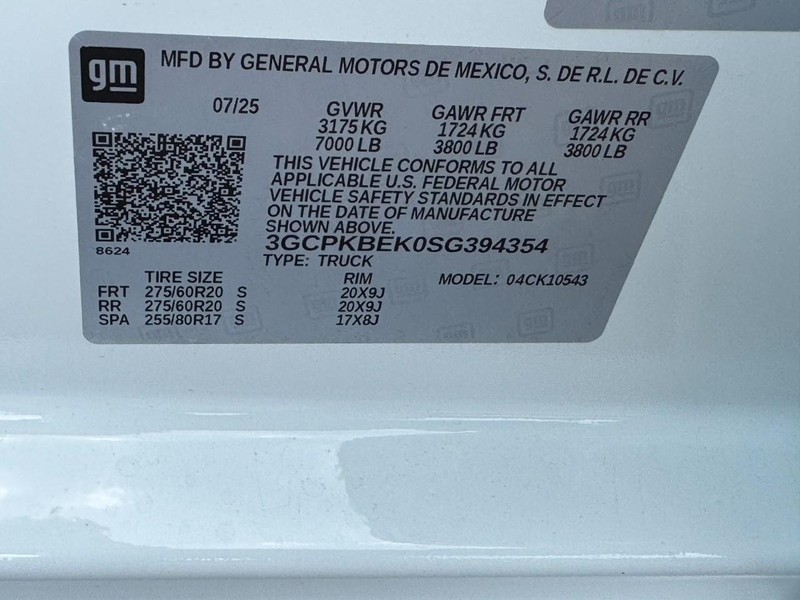 gm MFD BY GENERAL MOTORS DE MEXICO, S. DE R.L. DE C.V.
07/25 GVWR GAWR FRT GAWR RR
3175 KG 1724 KG 1724 KG
7000 LB 3800 LB 3800 LB
THIS VEHICLE CONFORMS TO ALL
APPLICABLE U.S. FEDERAL MOTOR
VEHICLE SAFETY STANDARDS IN EFFECT
ON THE DATE OF MANUFACTURE
SHOWN ABOVE.
3GCPKBEK0SG394354
8624
TYPE: TRUCK
TIRE SIZE RIM MODEL: 04CK10543
FRT 275/60R20 S 20X9J
RR 275/60R20 S 20X9J
SPA 255/80R17 S 17X8J